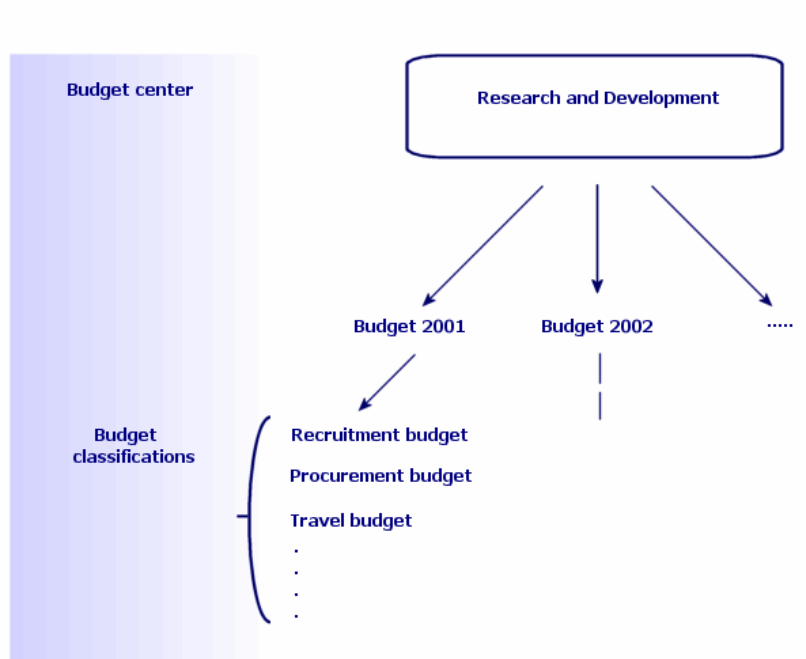 Budget center
Research and Development
Budget 2001
Budget 2002
.....
Budget
classifications
Recruitment budget
Procurement budget
Travel budget
.
.
.
.